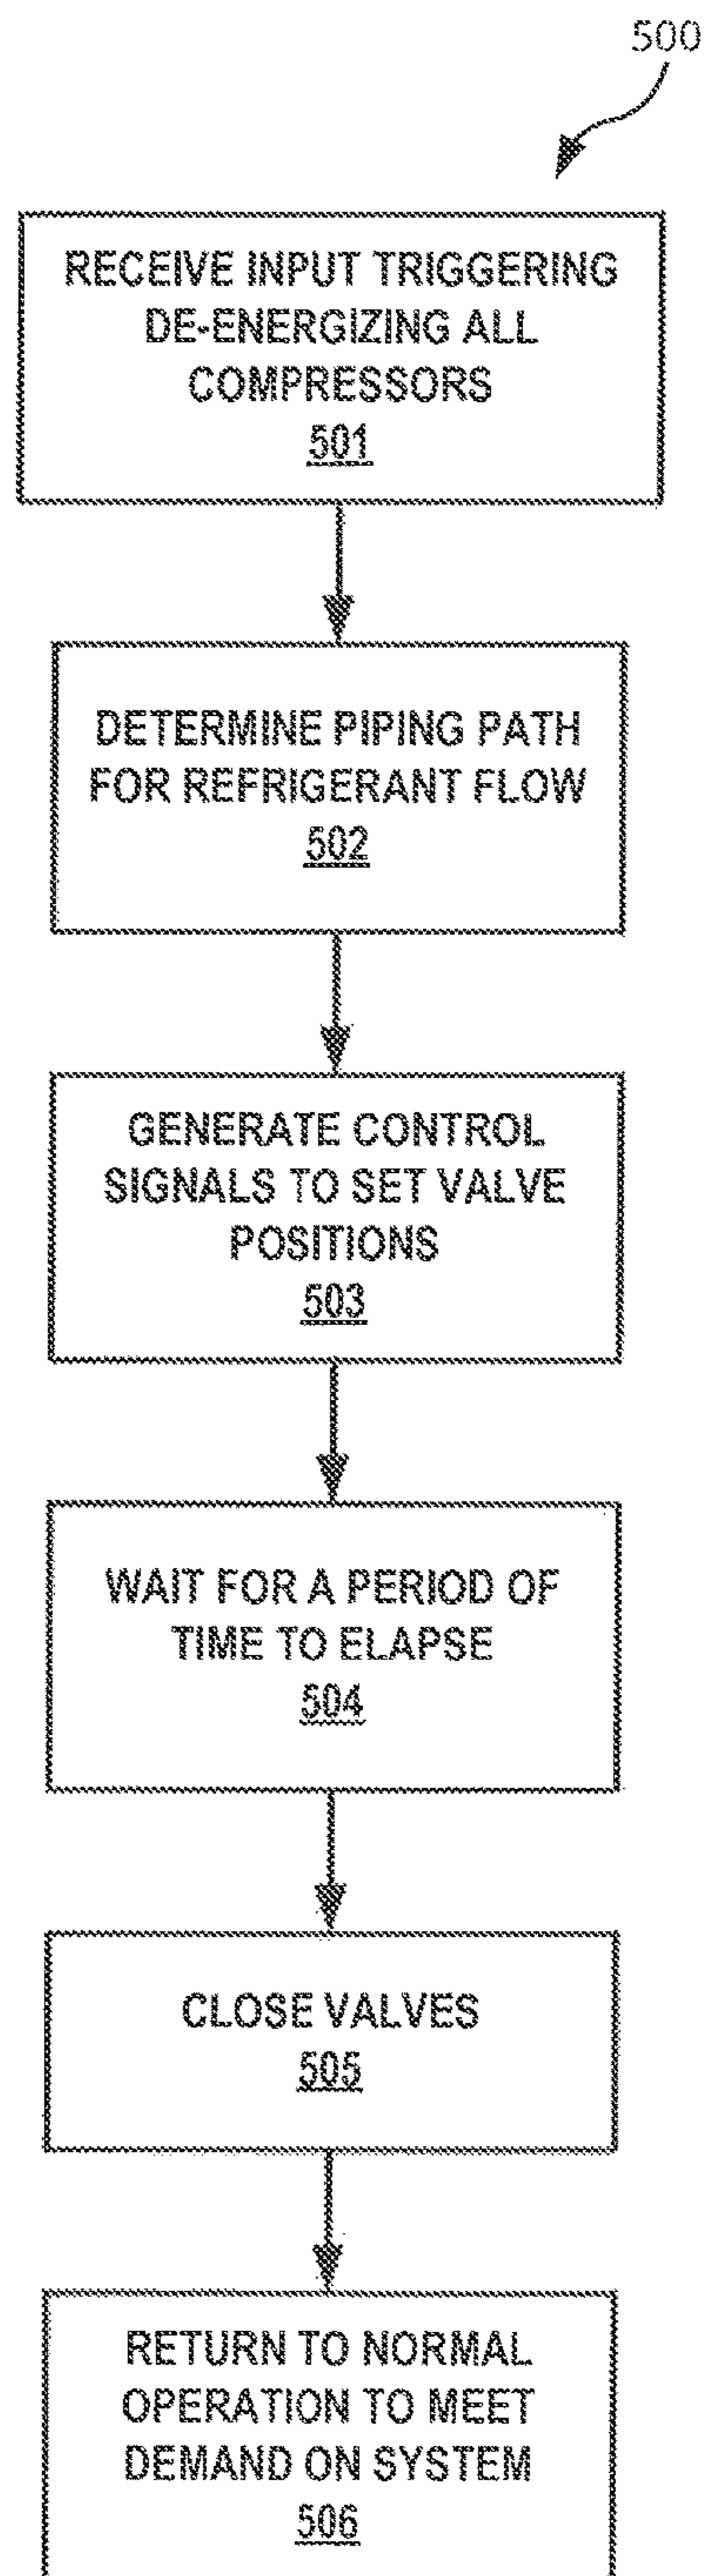 500
RECEIVE INPUT TRIGGERING
DE-ENERGIZING ALL
COMPRESSORS
501
DETERMINE PIPING PATH
FOR REFRIGERANT FLOW
502
GENERATE CONTROL
SIGNALS TO SET VALVE
POSITIONS
503
WAIT FOR A PERIOD OF
TIME TO ELAPSE
504
CLOSE VALVES
505
RETURN TO NORMAL
OPERATION TO MEET
DEMAND ON SYSTEM
506